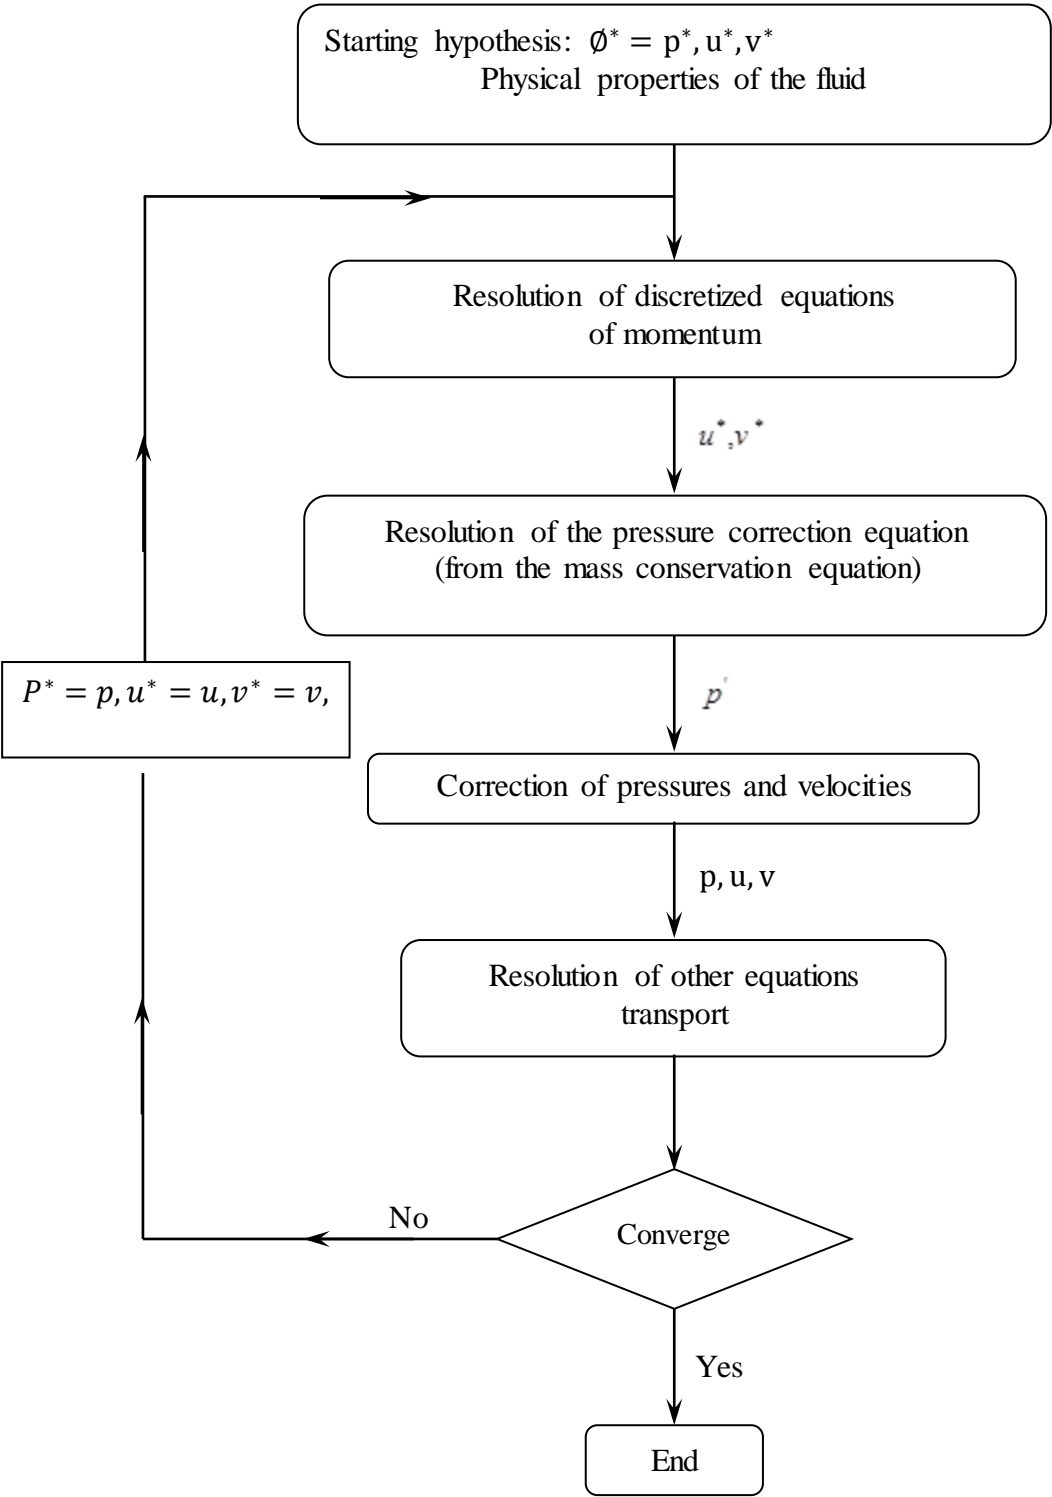 Starting hypothesis: ∅* = p*, u*, v*
Physical properties of the fluid
Resolution of discretized equations
of momentum
u*,v*
Resolution of the pressure correction equation
(from the mass conservation equation)
P* = p, u* = u, v* = v,
p'
Correction of pressures and velocities
p, u, v
Resolution of other equations
transport
No
Converge
Yes
End